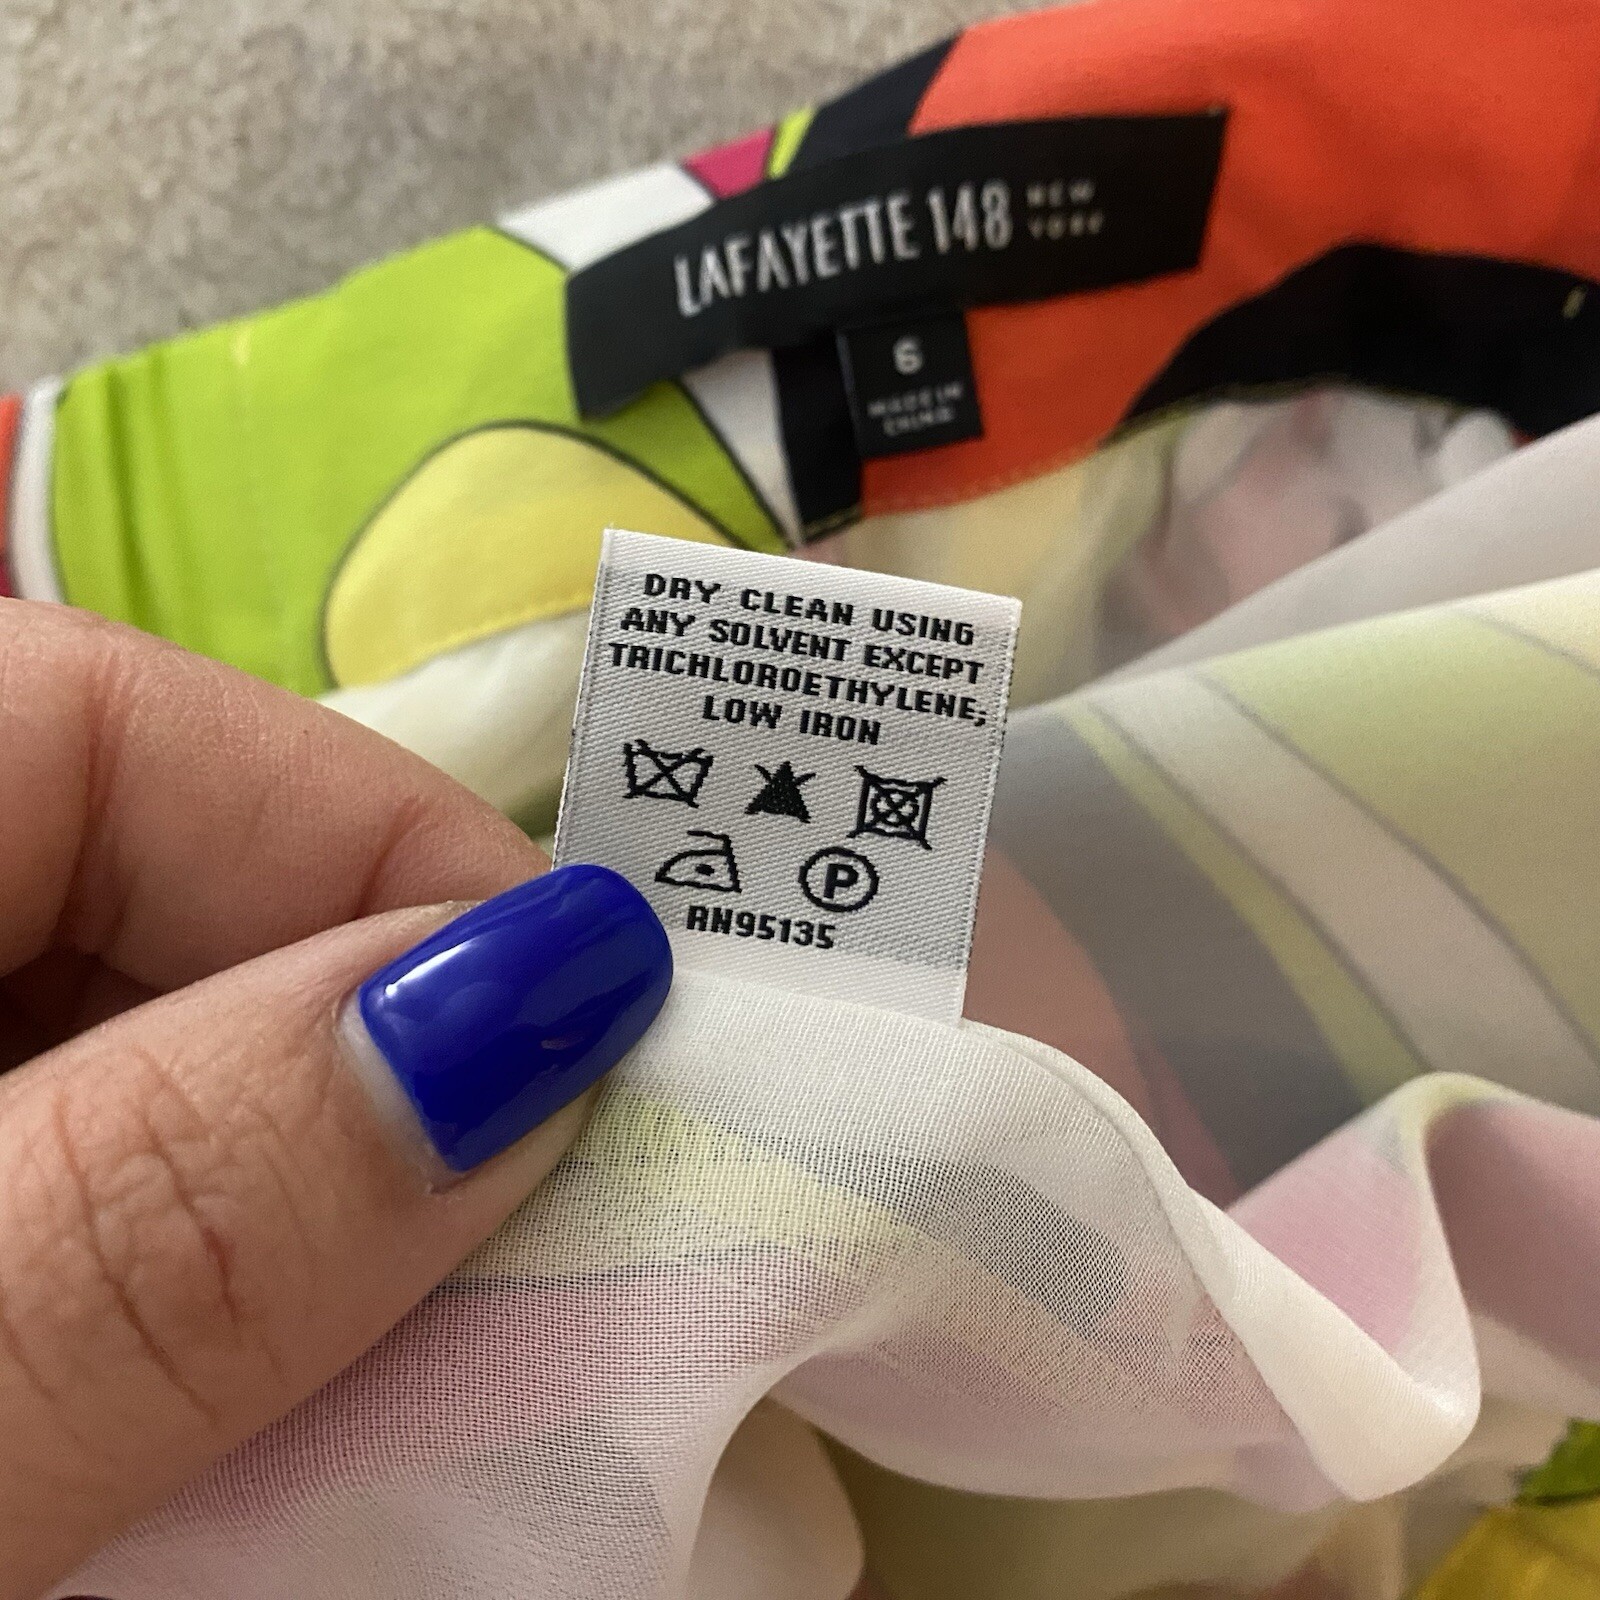 LAFAYETTE 148 NEW
YORK
6
MADE IN
CHINA
DRY CLEAN USING
ANY SOLVENT EXCEPT
TRICHLOROETHYLENE;
LOW IRON
P
RN95135